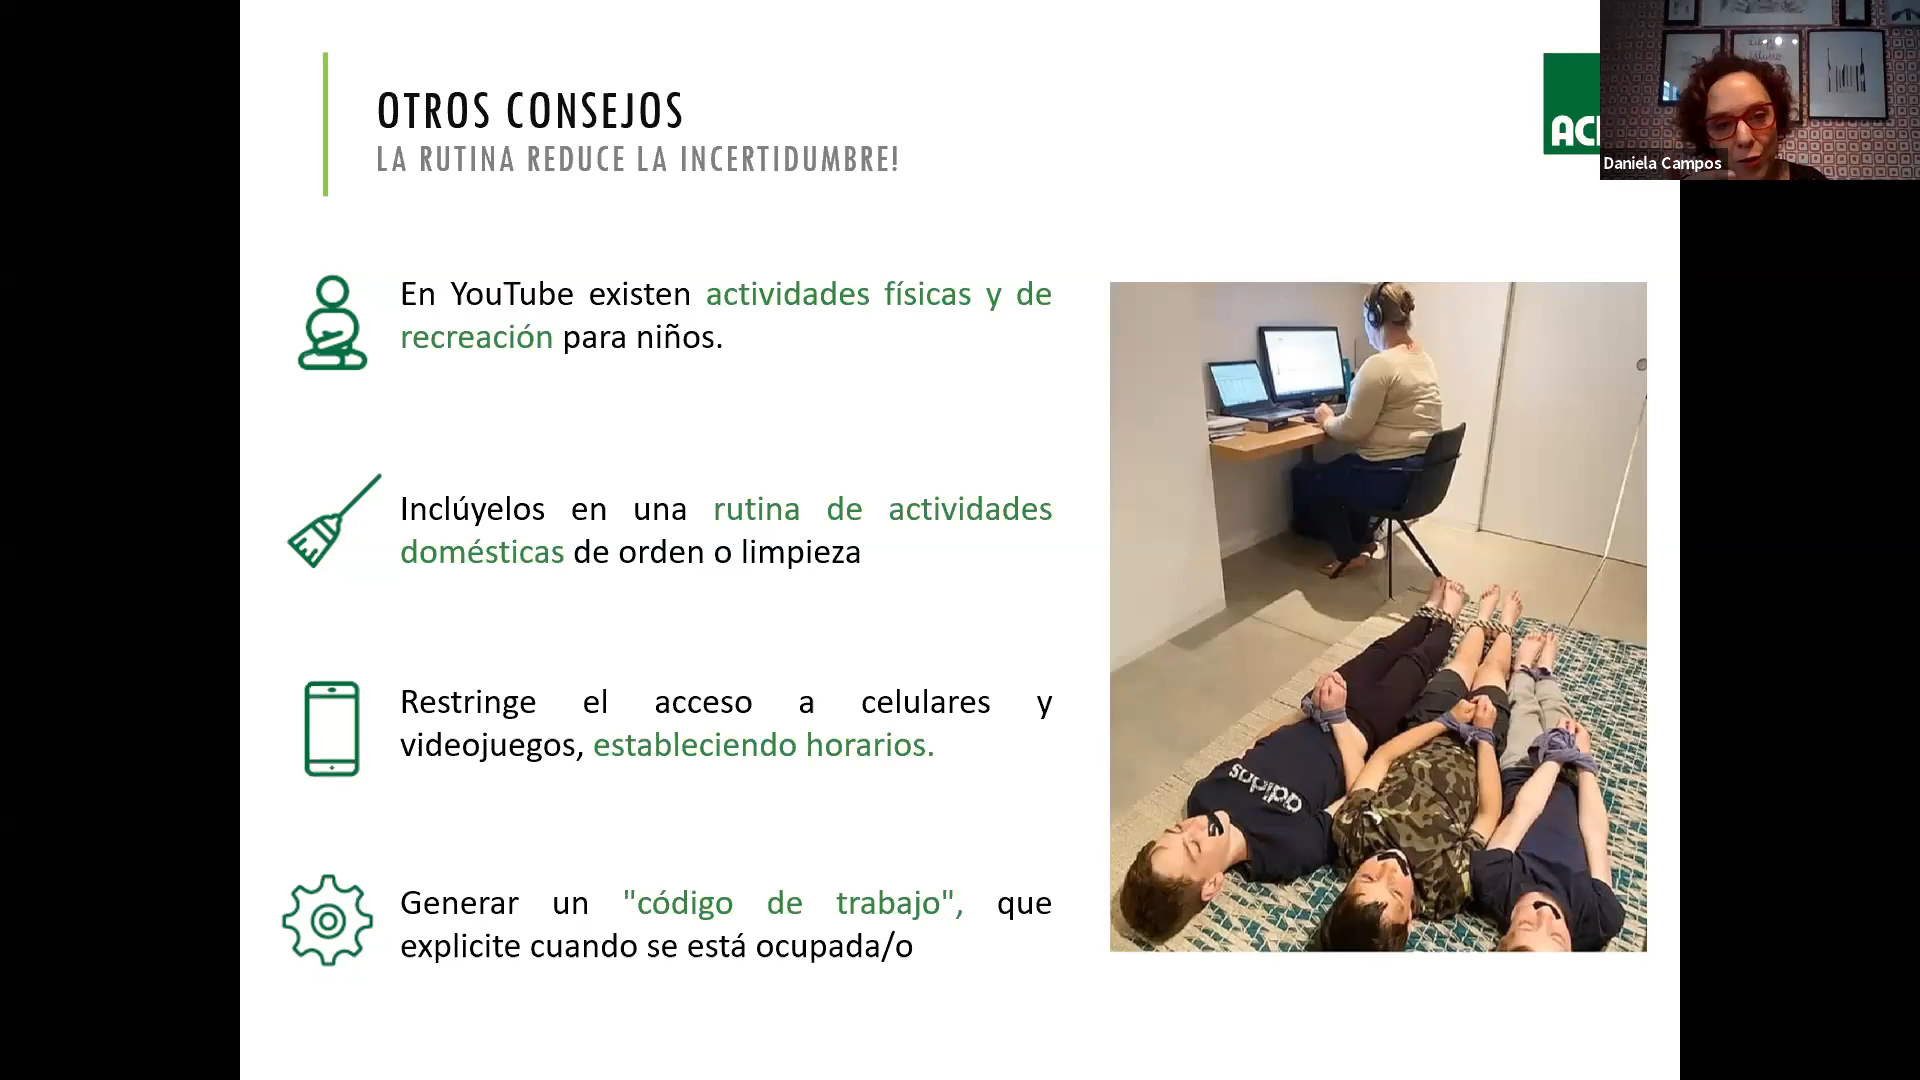 OTROS CONSEJOS
LA RUTINA REDUCE LA INCERTIDUMBRE!
AC
Daniela Campos
En YouTube existen actividades físicas y de
recreación para niños.
Inclúyelos en una rutina de actividades
domésticas de orden o limpieza
Restringe el acceso a celulares y
videojuegos, estableciendo horarios.
Generar un "código de trabajo", que
explicite cuando se está ocupada/o
adidas